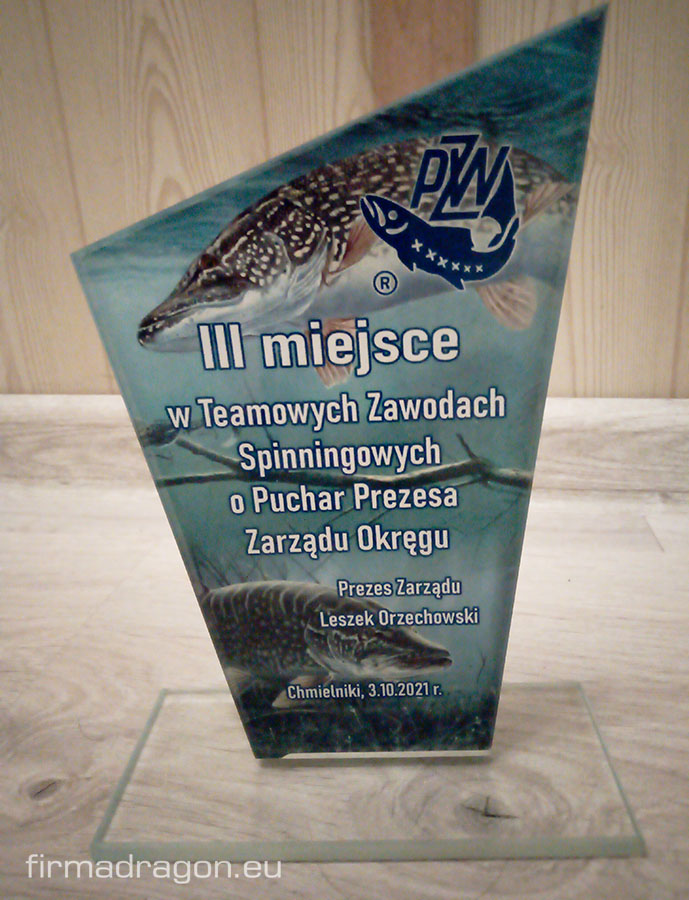 PZW
®
III miejsce
w Teamowych Zawodach
Spinningowych
o Puchar Prezesa
Zarządu Okręgu
Prezes Zarządu
Leszek Orzechowski
Chmielniki, 3.10.2021 r.
firmadragon.eu